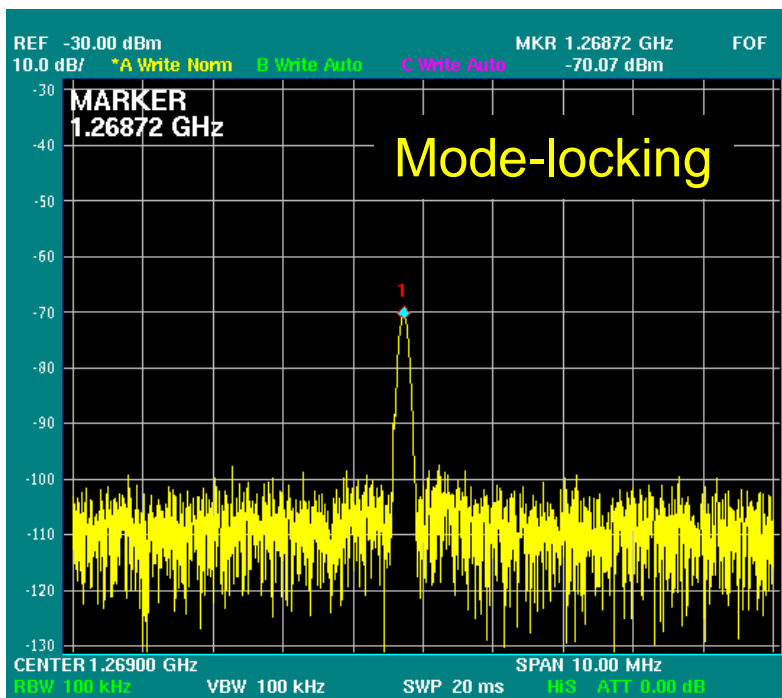 REF -30.00 dBm MKR 1.26872 GHz FOF
10.0 dB/ *A Write Norm B Write Auto C Write Auto -70.07 dBm
MARKER
1.26872 GHz
Mode-locking
1
-30
-40
-50
-60
-70
-80
-90
-100
-110
-120
-130
CENTER 1.26900 GHz SPAN 10.00 MHz
RBW 100 kHz VBW 100 kHz SWP 20 ms HiS ATT 0.00 dB